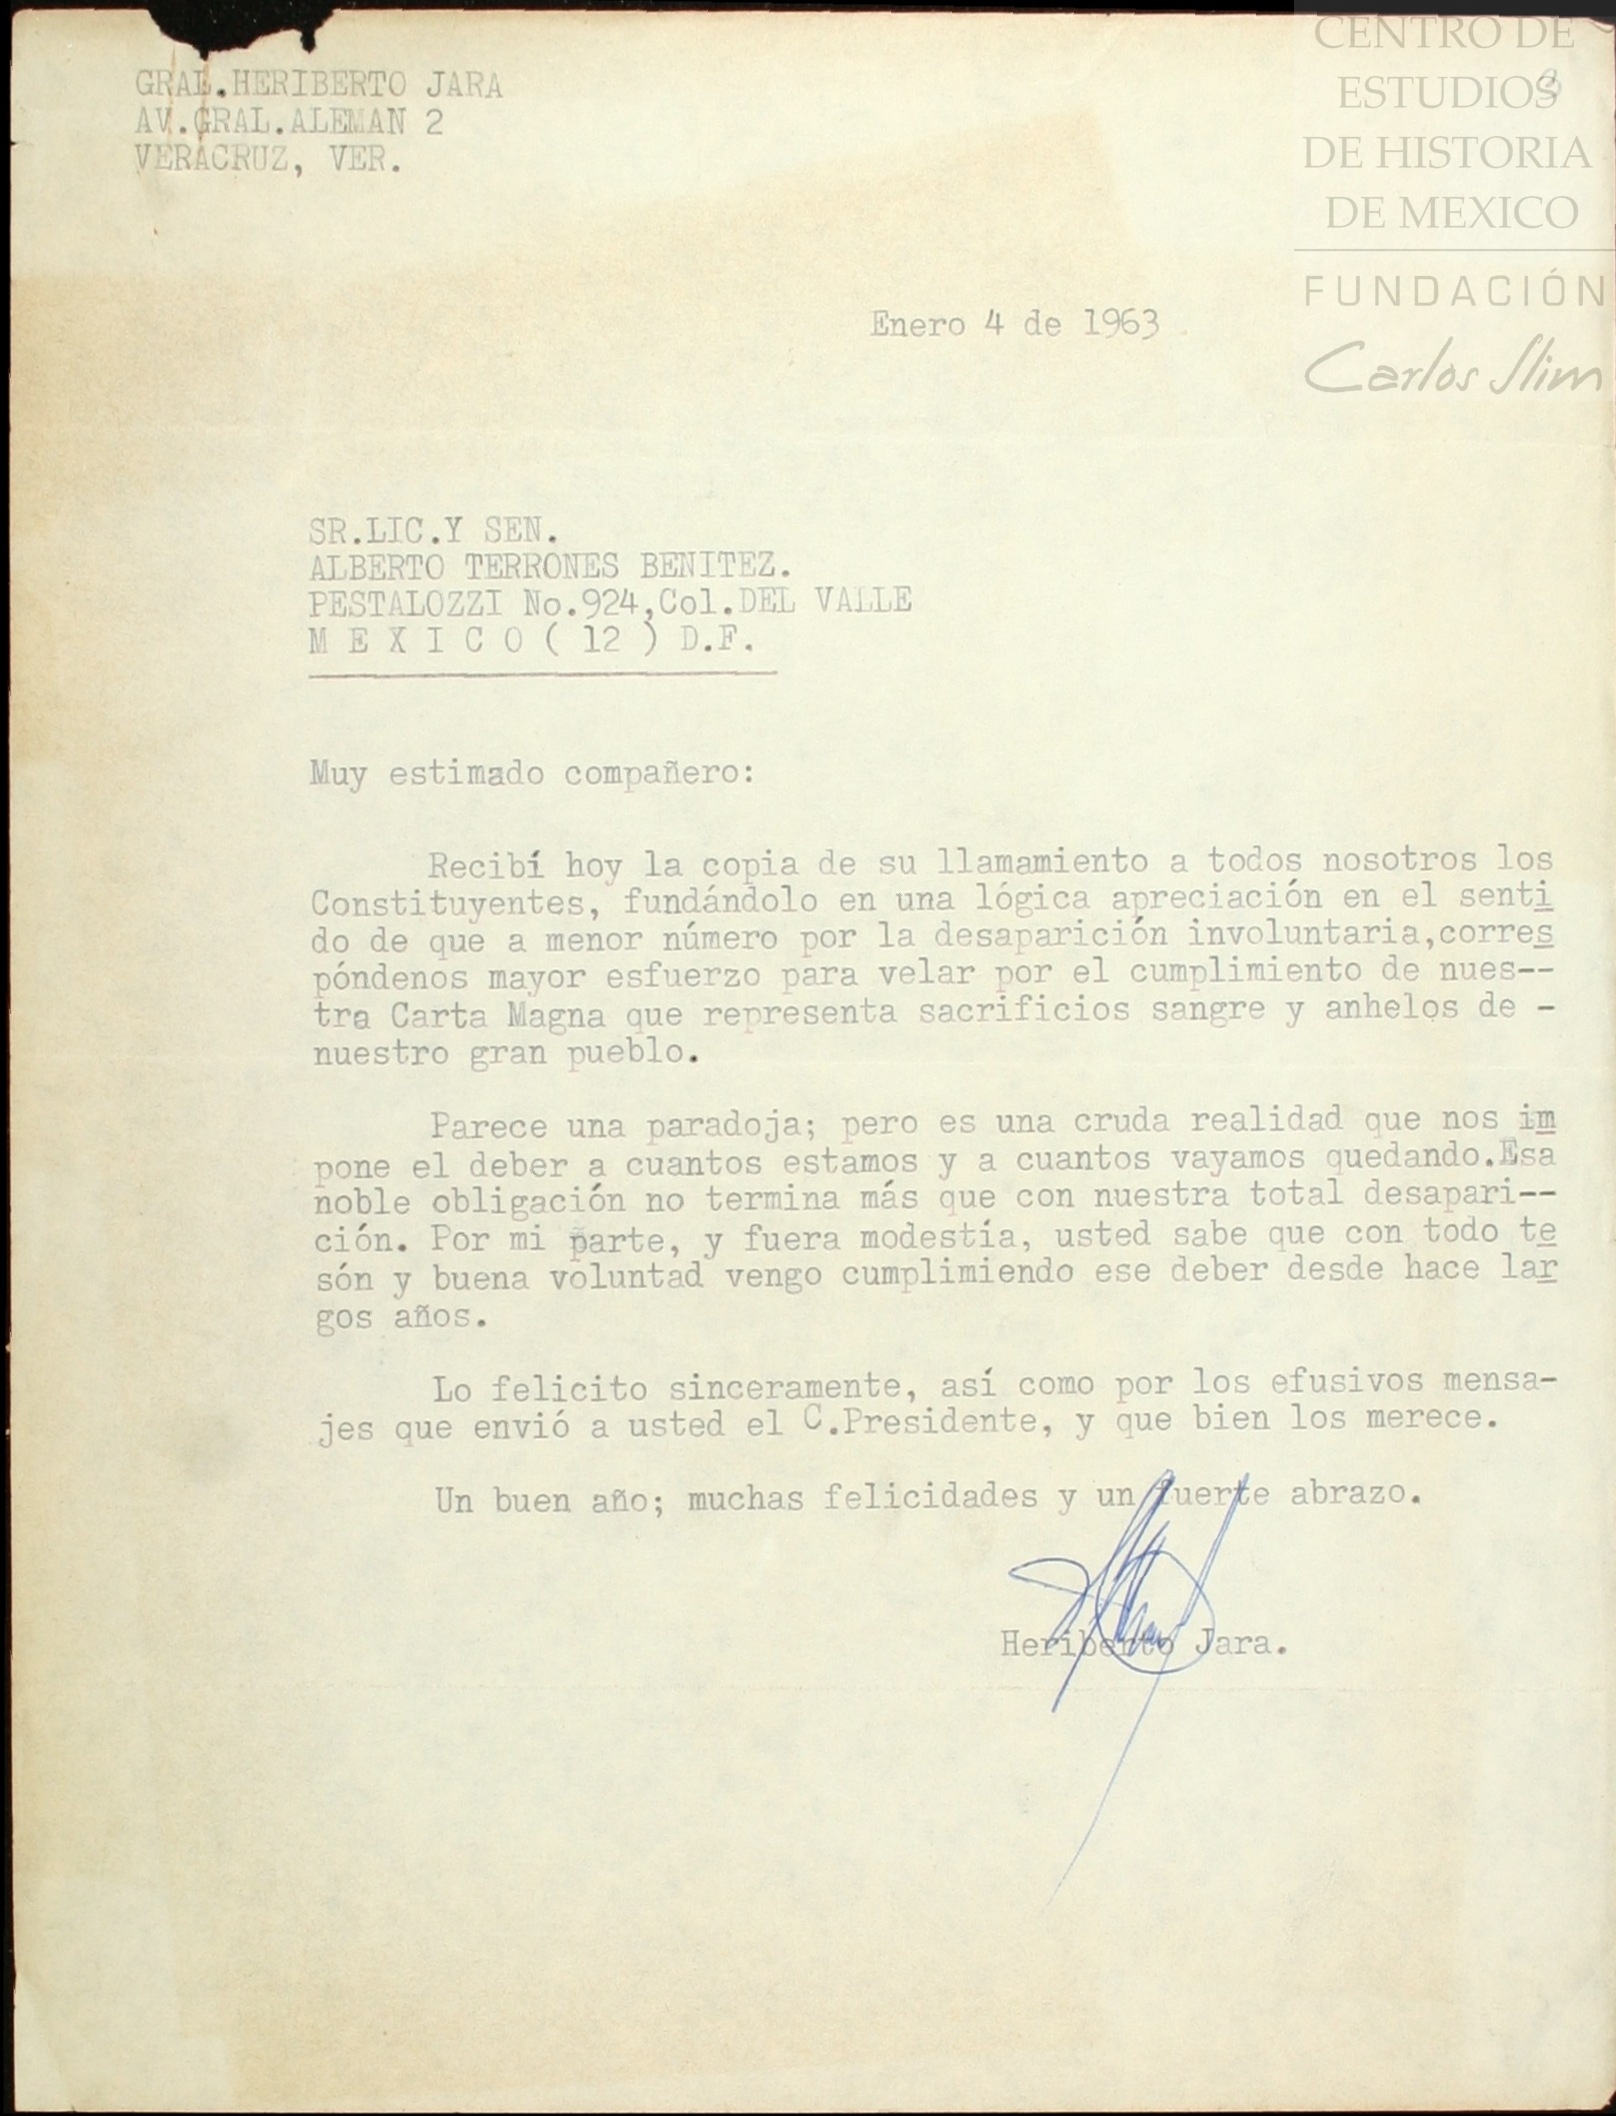 CENTRO DE
ESTUDIOS
DE HISTORIA
DE MEXICO
FUNDACIÓN
Carlos Slim
GRAL.HERIBERTO JARA
AV.GRAL.ALEMAN 2
VERACRUZ, VER.
Enero 4 de 1963
SR.LIC.Y SEN.
ALBERTO TERRONES BENITEZ.
PESTALOZZI No.924,Col.DEL VALLE
M E X I C O ( 12 ) D.F.
Muy estimado compañero:
Recibí hoy la copia de su llamamiento a todos nosotros los
Constituyentes, fundándolo en una lógica apreciación en el senti
do de que a menor número por la desaparición involuntaria,corres
póndenos mayor esfuerzo para velar por el cumplimiento de nues--
tra Carta Magna que representa sacrificios sangre y anhelos de -
nuestro gran pueblo.
Parece una paradoja; pero es una cruda realidad que nos im
pone el deber a cuantos estamos y a cuantos vayamos quedando.Esa
noble obligación no termina más que con nuestra total desapari--
ción. Por mi parte, y fuera modestía, usted sabe que con todo te
són y buena voluntad vengo cumplimiendo ese deber desde hace lar
gos años.
Lo felicito sinceramente, así como por los efusivos mensa-
jes que envió a usted el C.Presidente, y que bien los merece.
Un buen año; muchas felicidades y un fuerte abrazo.
Heriberto Jara.